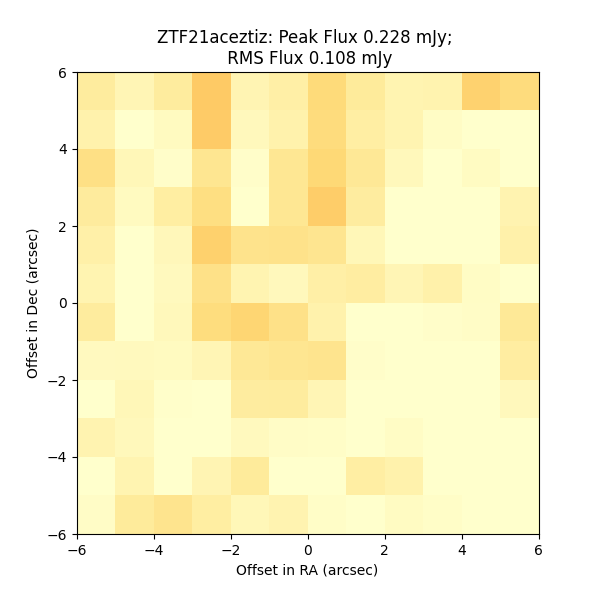 ZTF21aceztiz: Peak Flux 0.228 mJy;
RMS Flux 0.108 mJy
6
4
2
0
−2
−4
−6
Offset in Dec (arcsec)
−6 −4 −2 0 2 4 6
Offset in RA (arcsec)